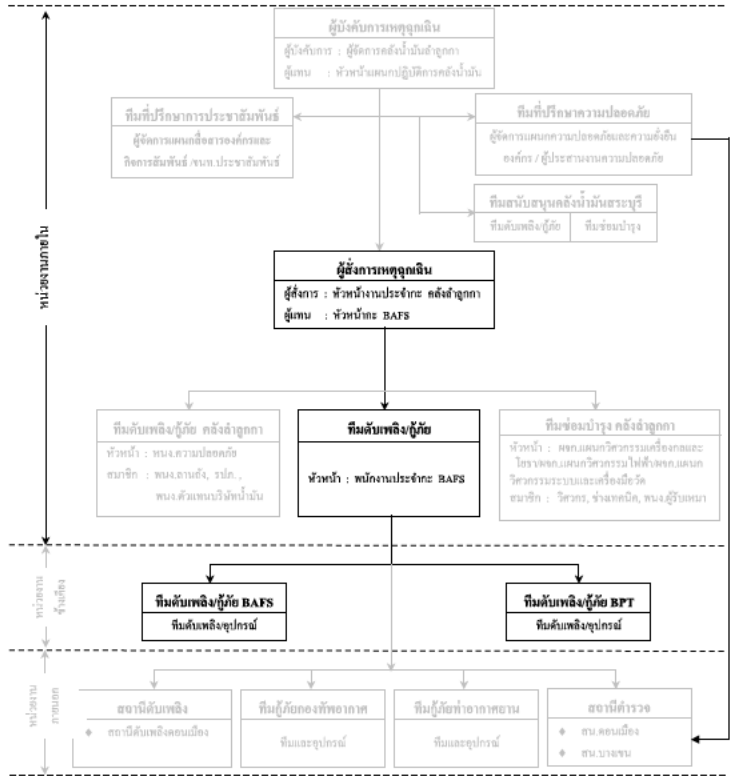 ผู้บังคับการเหตุฉุกเฉิน
ผู้บังคับการ : ผู้จัดการคลังน้ำมันลำลูกกา
ผู้แทน : หัวหน้าแผนกปฏิบัติการคลังน้ำมัน
ทีมที่ปรึกษาการประชาสัมพันธ์
ผู้จัดการแผนกสื่อสารองค์กรและ
กิจการสัมพันธ์ /จนท.ประชาสัมพันธ์
ทีมที่ปรึกษาความปลอดภัย
ผู้จัดการแผนกความปลอดภัยและความยั่งยืน
องค์กร / ผู้ประสานงานความปลอดภัย
ทีมสนับสนุนคลังน้ำมันสระบุรี
ทีมดับเพลิง/กู้ภัย
ทีมซ่อมบำรุง
หน่วยงานภายใน
ผู้สั่งการเหตุฉุกเฉิน
ผู้สั่งการ : หัวหน้างานประจำกะ คลังลำลูกกา
ผู้แทน : หัวหน้ากะ BAFS
ทีมดับเพลิง/กู้ภัย คลังลำลูกกา
หัวหน้า : พนง.ความปลอดภัย
สมาชิก : พนง.ลานถัง, รปภ. ,
พนง.ตัวแทนบริษัทน้ำมัน
ทีมดับเพลิง/กู้ภัย
หัวหน้า : พนักงานประจำกะ BAFS
ทีมซ่อมบำรุง คลังลำลูกกา
หัวหน้า : ผจก.แผนกวิศวกรรมเครื่องกลและ
โยธา/ผจก.แผนกวิศวกรรมไฟฟ้า/ผจก.แผนก
วิศวกรรมระบบและเครื่องมือวัด
สมาชิก : วิศวกร, ช่างเทคนิค, พนง.ผู้รับเหมา
หน่วยงาน
ข้างเคียง
ทีมดับเพลิง/กู้ภัย BAFS
ทีมดับเพลิง/อุปกรณ์
ทีมดับเพลิง/กู้ภัย BPT
ทีมดับเพลิง/อุปกรณ์
หน่วยงาน
ภายนอก
สถานีดับเพลิง
♦ สถานีดับเพลิงดอนเมือง
ทีมกู้ภัยกองทัพอากาศ
ทีมและอุปกรณ์
ทีมกู้ภัยท่าอากาศยาน
ทีมและอุปกรณ์
สถานีตำรวจ
♦ สน.ดอนเมือง
♦ สน.บางเขน